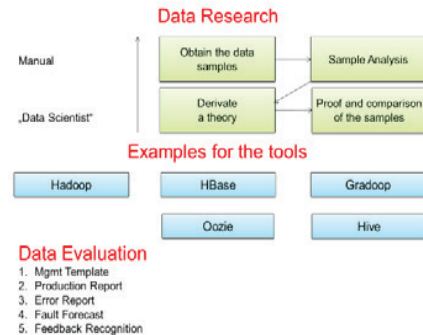 Data Research
Manual
Obtain the data
samples
Sample Analysis
„Data Scientist"
Derivate
a theory
Proof and comparison
of the samples
Examples for the tools
Hadoop
HBase
Gradoop
Oozie
Hive
Data Evaluation
1. Mgmt Template
2. Production Report
3. Error Report
4. Fault Forecast
5. Feedback Recognition